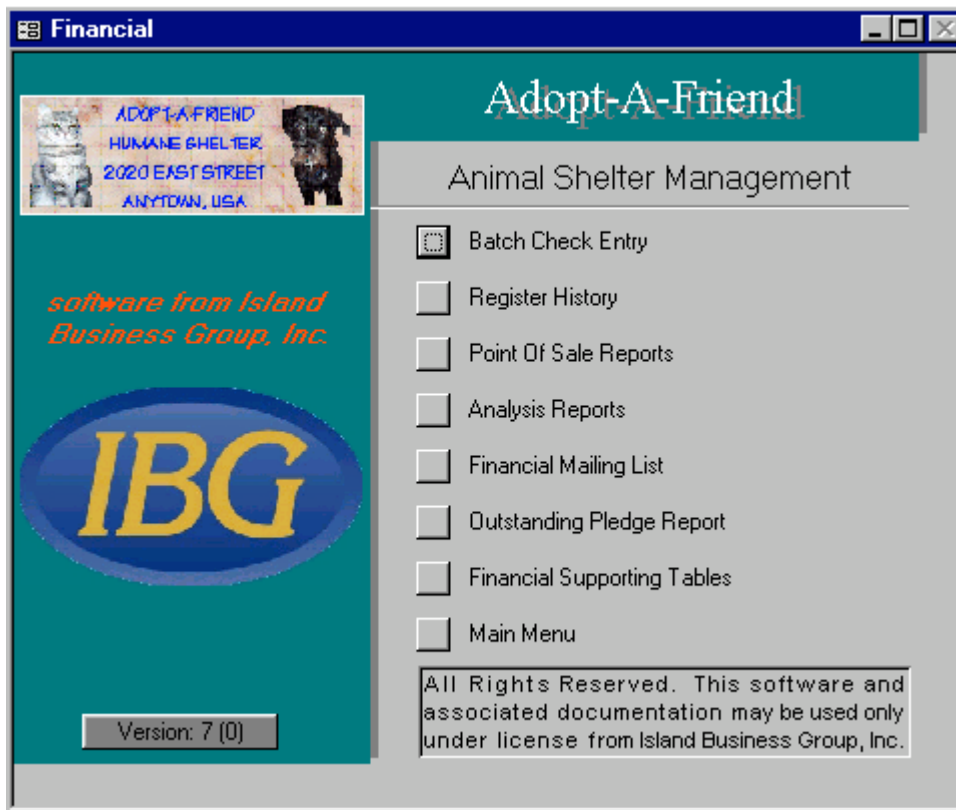 Financial
Adopt-A-Friend
ADOPT-A-FRIEND
HUMANE SHELTER
2020 EAST STREET
ANYTOWN, USA
Animal Shelter Management
software from Island
Business Group, Inc.
IBG
Version: 7 (0)
Batch Check Entry
Register History
Point Of Sale Reports
Analysis Reports
Financial Mailing List
Outstanding Pledge Report
Financial Supporting Tables
Main Menu
All Rights Reserved. This software and
associated documentation may be used only
under license from Island Business Group, Inc.